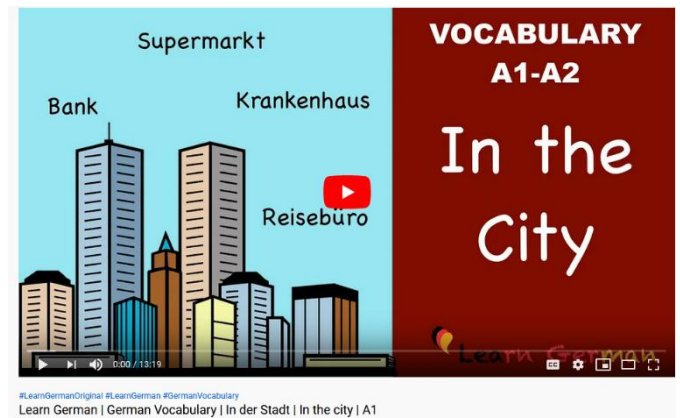 Supermarkt
Bank
Krankenhaus
Reisebüro
VOCABULARY
A1-A2
In the
City
Learn German
0:00 / 13:19
CC
#LearnGermanOriginal #LearnGerman #GermanVocabulary
Learn German | German Vocabulary | In der Stadt | In the city | A1